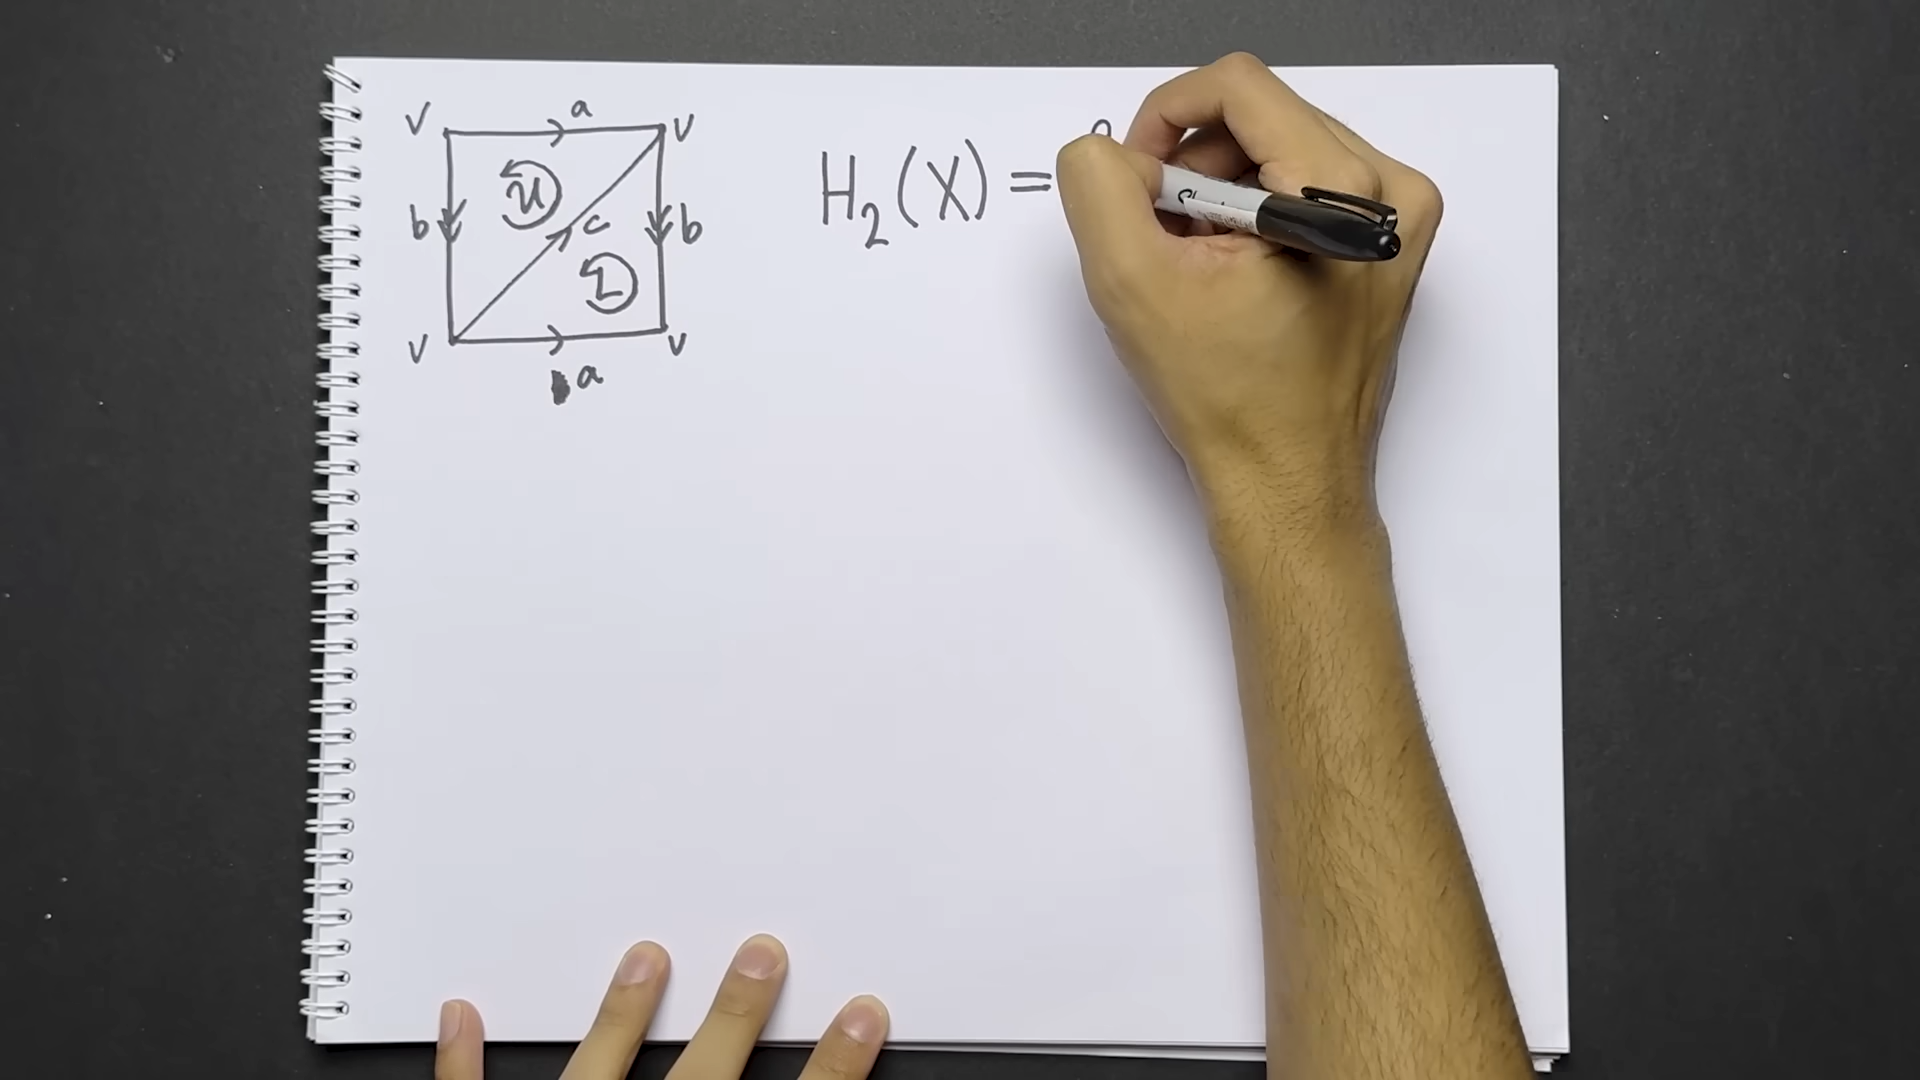 V a V
U
b c b
L
V a V
H₂(X) =